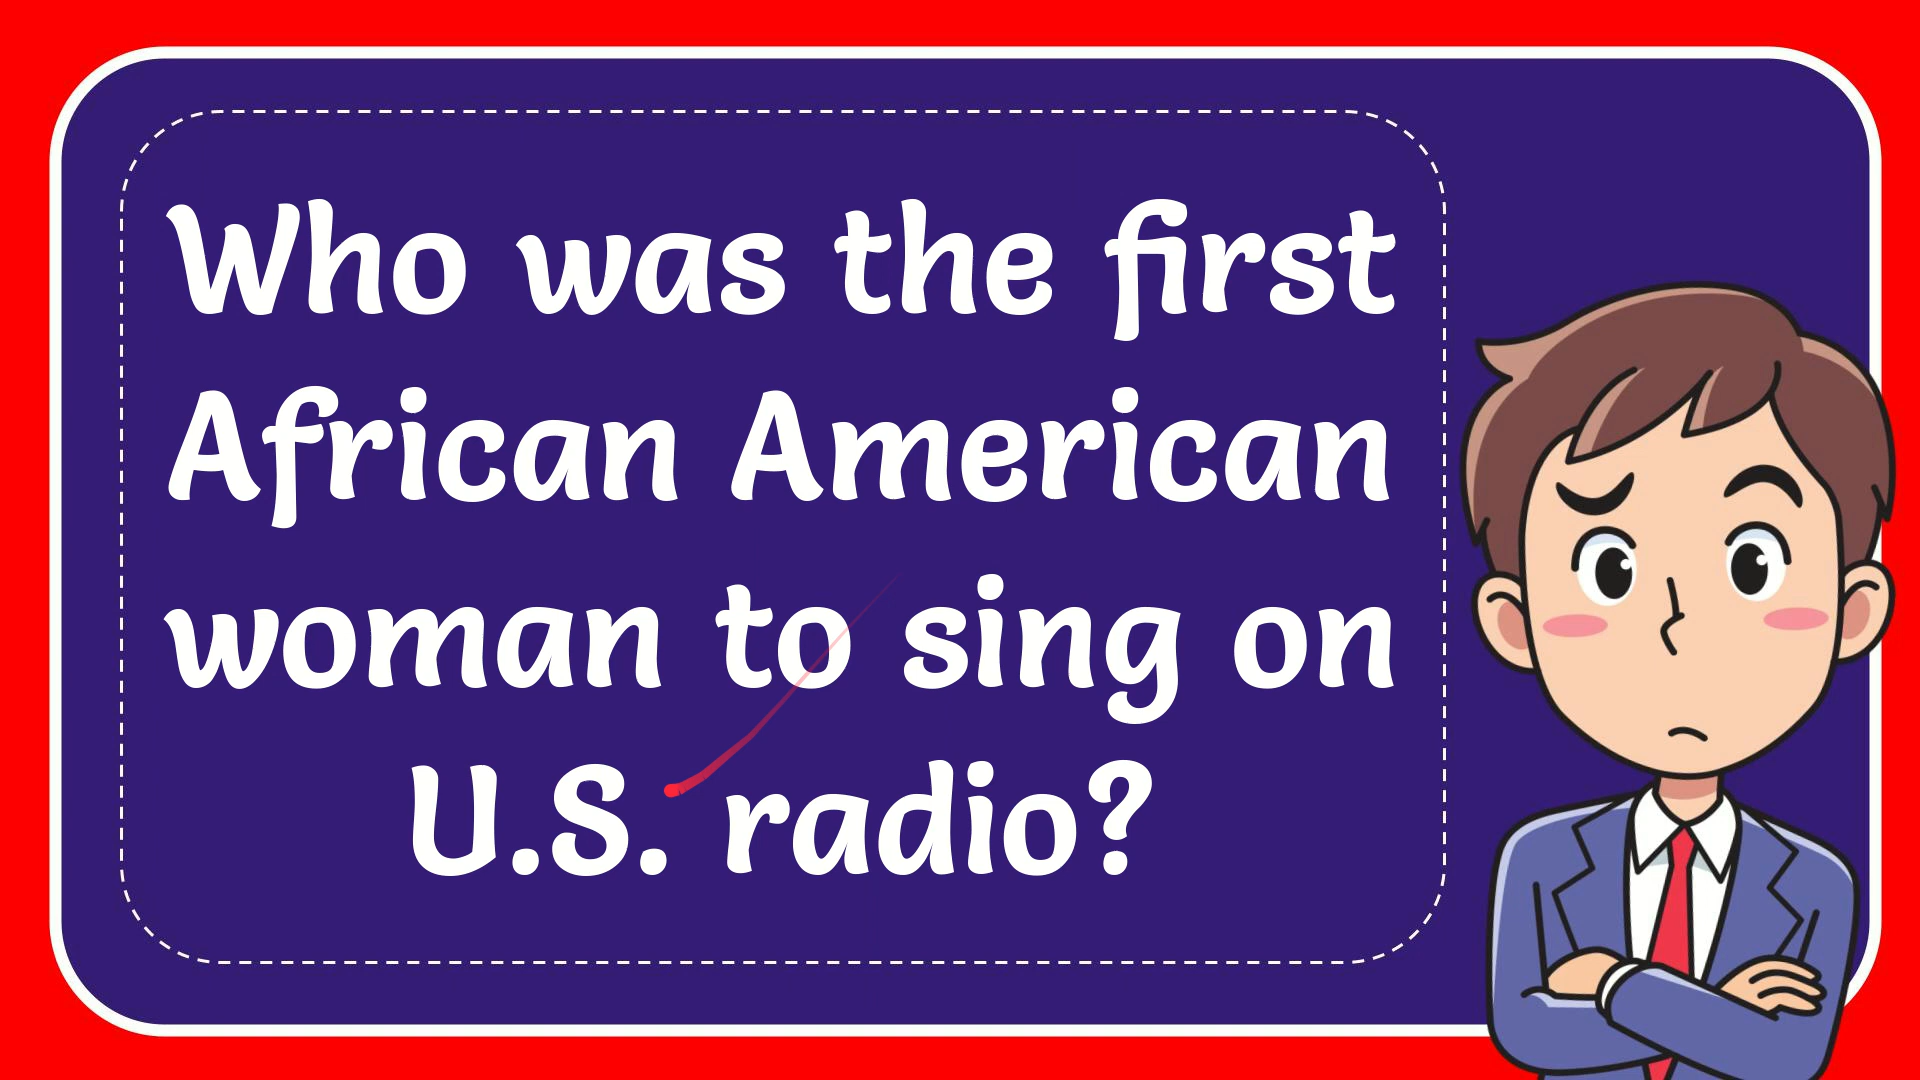 Who was the first
African American
woman to sing on
U.S. radio?